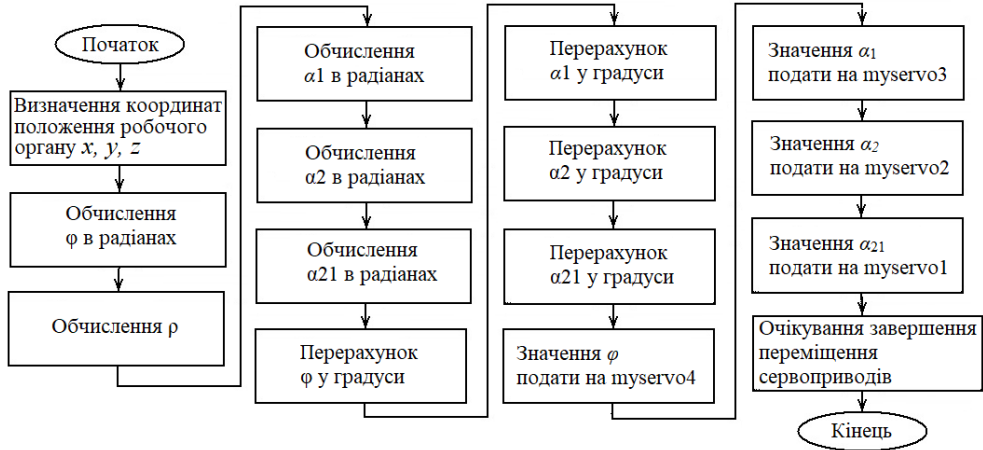 Початок
Визначення координат
положення робочого
органу x, y, z
Обчислення
φ в радіанах
Обчислення ρ
Обчислення
α1 в радіанах
Обчислення
α2 в радіанах
Обчислення
α21 в радіанах
Перерахунок
φ у градуси
Перерахунок
α1 у градуси
Перерахунок
α2 у градуси
Перерахунок
α21 у градуси
Значення φ
подати на myservo4
Значення α1
подати на myservo3
Значення α2
подати на myservo2
Значення α21
подати на myservo1
Очікування завершення
переміщення
сервоприводів
Кінець